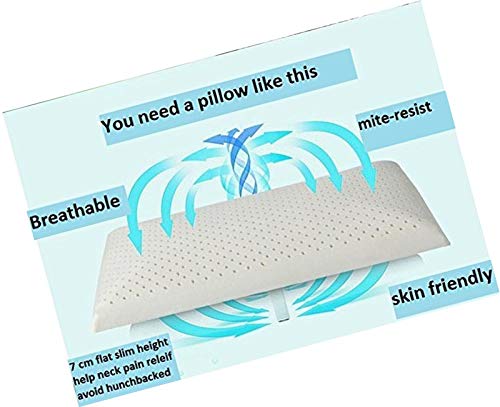 You need a pillow like this
mite-resist
Breathable
skin friendly
7 cm flat slim height
help neck pain releif
avoid hunchbacked